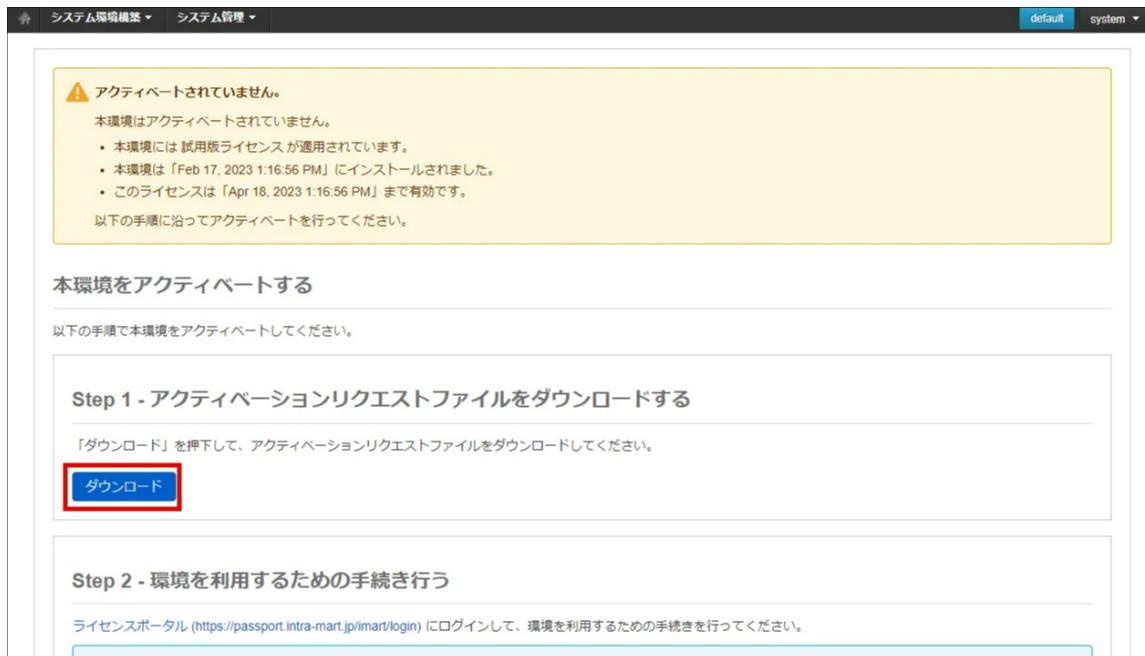 システム環境構築 システム管理 default system
アクティベートされていません。
本環境はアクティベートされていません。
• 本環境には 試用版ライセンス が適用されています。
• 本環境は「Feb 17, 2023 1:16:56 PM」にインストールされました。
• このライセンスは「Apr 18, 2023 1:16:56 PM」まで有効です。
以下の手順に沿ってアクティベートを行ってください。
本環境をアクティベートする
以下の手順で本環境をアクティベートしてください。
Step 1 - アクティベーションリクエストファイルをダウンロードする
「ダウンロード」を押下して、アクティベーションリクエストファイルをダウンロードしてください。
ダウンロード
Step 2 - 環境を利用するための手続き行う
ライセンスポータル (https://passport.intra-mart.jp/imart/login) にログインして、環境を利用するための手続きを行ってください。